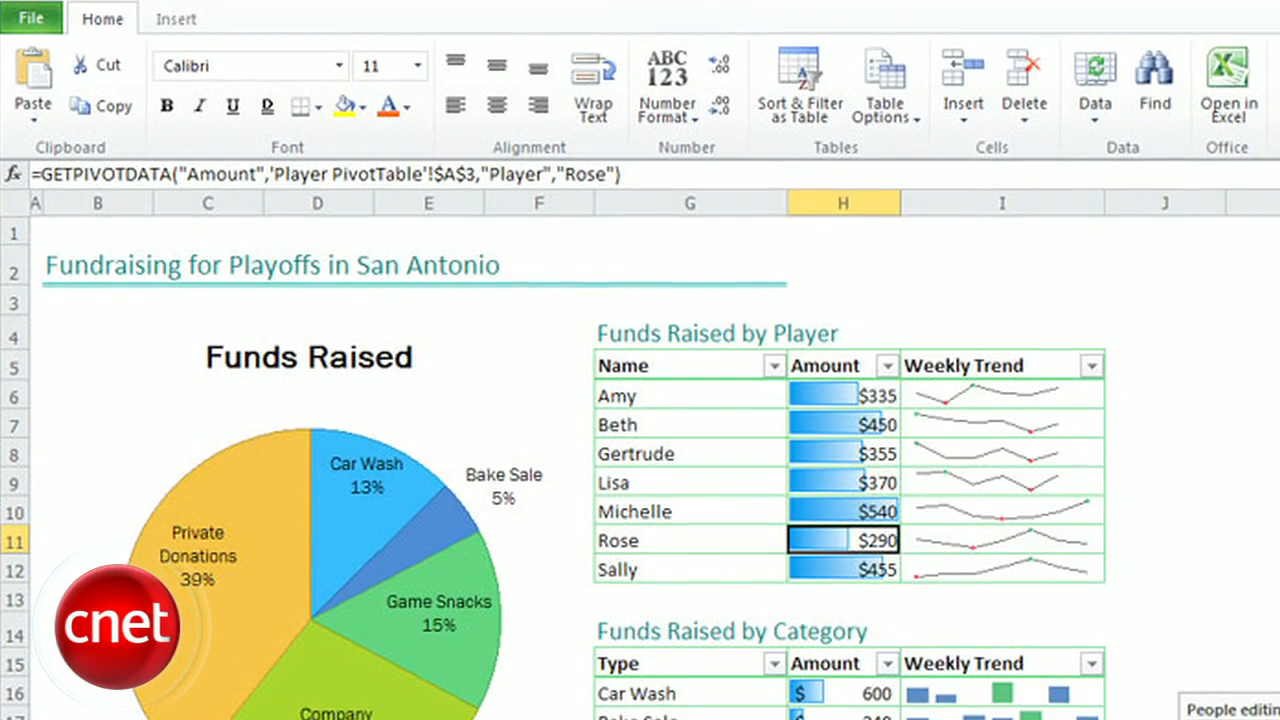 File Home Insert
Cut
Calibri 11
ABC
123
Paste
Copy
B I U D
A
Wrap
Text
Number
Format
Sort & Filter
as Table
Table
Options
Insert
Delete
Data
Find
Open in
Excel
Clipboard Font Alignment Number Tables Cells Data Office
fx =GETPIVOTDATA("Amount",'Player PivotTable'!$A$3,"Player","Rose")
A B C D E F G H I J
1
2 Fundraising for Playoffs in San Antonio
3
4 Funds Raised by Player
Funds Raised
5 Name Amount Weekly Trend
6 Amy $335
7 Beth $450
8 Gertrude $355
9 Lisa $370
10 Michelle $540
11 Rose $290
12 Sally $455
13
14 Funds Raised by Category
15 Type Amount Weekly Trend
16 Car Wash $ 600
Car Wash
13%
Bake Sale
5%
Private
Donations
39%
Game Snacks
15%
Company
cnet
People editin